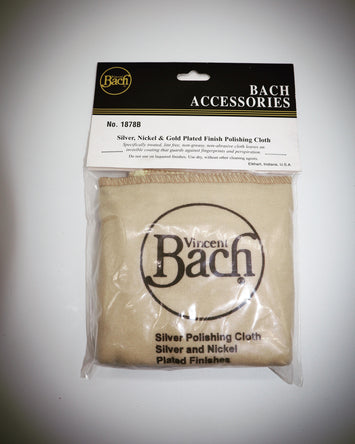 Vincent
Bach
BACH
ACCESSORIES
No. 1878B
Silver, Nickel & Gold Plated Finish Polishing Cloth
Specifically treated, lint free, non-grease, non-abrasive cloth leaves an
invisible coating that guards against fingerprints and perspiration
Do not use on lacquered finishes. Use dry, without other cleaning agents.
Elkhart, Indiana, U.S.A.
Vincent
Bach
Silver Polishing Cloth
Silver and Nickel
Plated Finishes